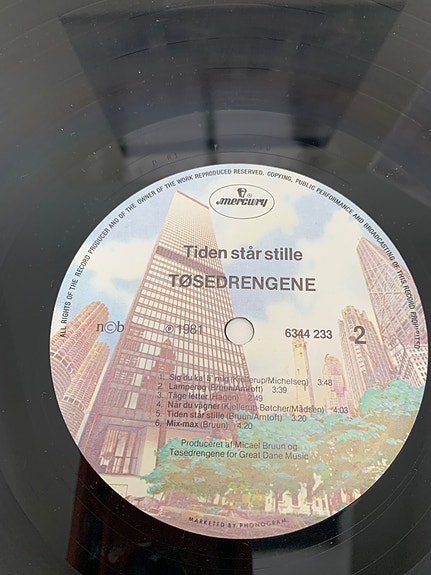 ALL RIGHTS OF THE RECORD PRODUCER AND OF THE OWNER OF THE WORK REPRODUCED RESERVED. COPYING, PUBLIC PERFORMANCE AND BROADCASTING OF THIS RECORD PROHIBITED
mercury
Tiden står stille
TØSEDRENGENE
n©b ℗ 1981 6344 233 2
1. Sig du ka' li' mig (Kjellerup/Michelsen) 3:48
2. Lamperøg (Bruun/Amtoft) 3:39
3. Tåge letter (Hagon) 2:49
4. Når du vågner (Kjellerup-Bøtcher/Madsen) 4:03
5. Tiden står stille (Bruun/Amtoft) 3:20
6. Mix-max (Bruun) 4:20
Produceret af Micael Bruun og
Tøsedrengene for Great Dane Music
MARKETED BY PHONOGRAM